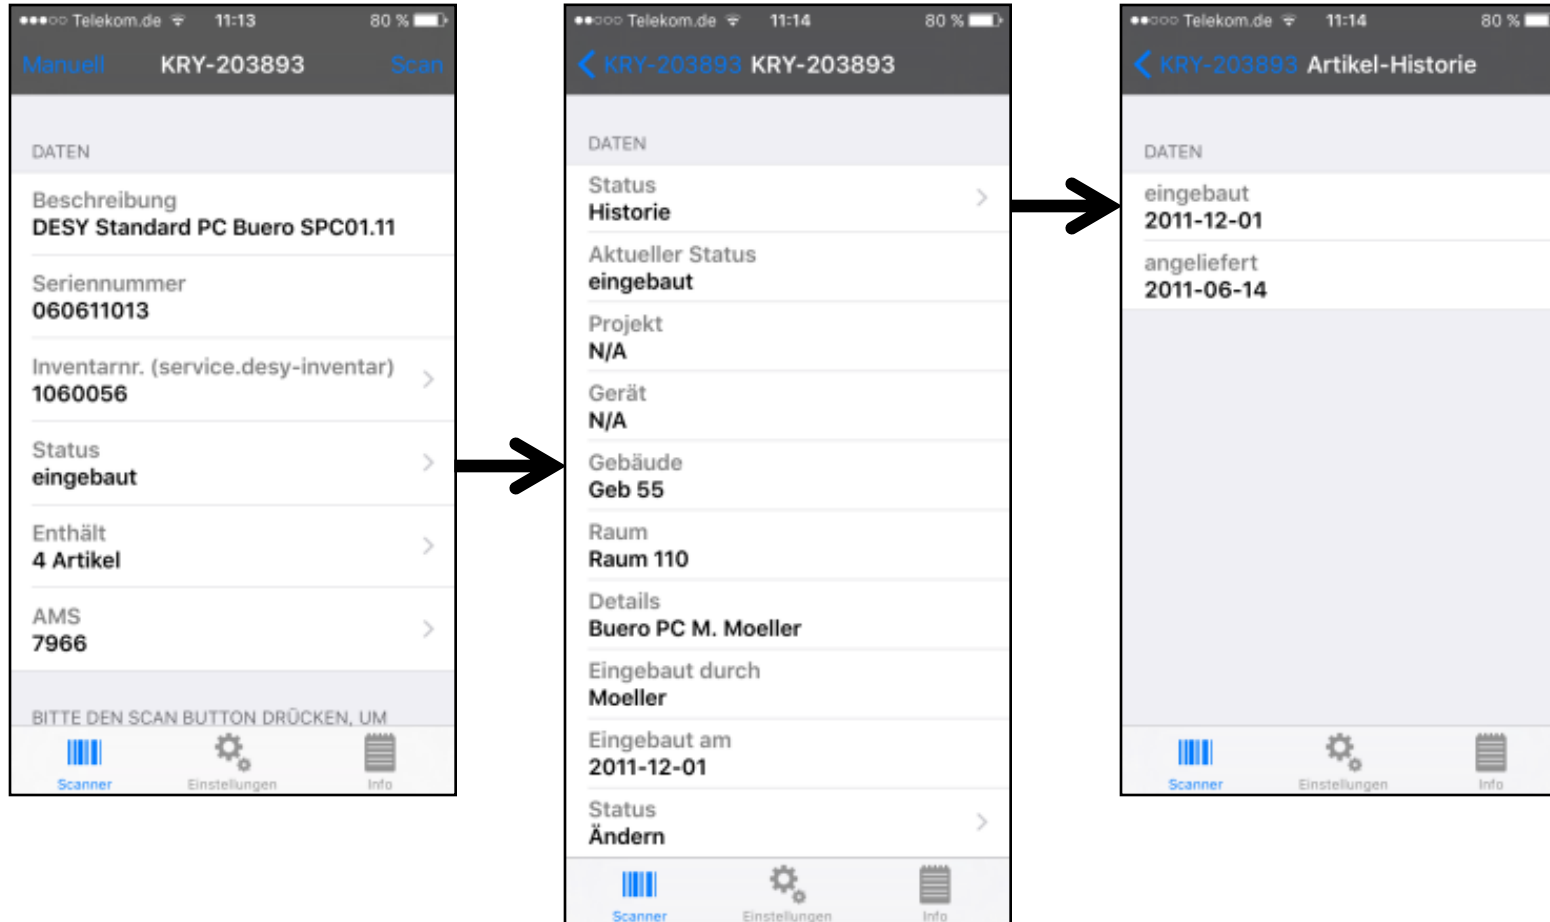 Telekom.de 11:13 80 %
Manuell KRY-203893 Scan
DATEN
Beschreibung
DESY Standard PC Buero SPC01.11
Seriennummer
060611013
Inventarnr. (service.desy-inventar)
1060056
Status
eingebaut
Enthält
4 Artikel
AMS
7966
BITTE DEN SCAN BUTTON DRÜCKEN, UM
Scanner Einstellungen Info
Telekom.de 11:14 80 %
KRY-203893 KRY-203893
DATEN
Status
Historie
Aktueller Status
eingebaut
Projekt
N/A
Gerät
N/A
Gebäude
Geb 55
Raum
Raum 110
Details
Buero PC M. Moeller
Eingebaut durch
Moeller
Eingebaut am
2011-12-01
Status
Ändern
Scanner Einstellungen Info
Telekom.de 11:14 80 %
KRY-203893 Artikel-Historie
DATEN
eingebaut
2011-12-01
angeliefert
2011-06-14
Scanner Einstellungen Info